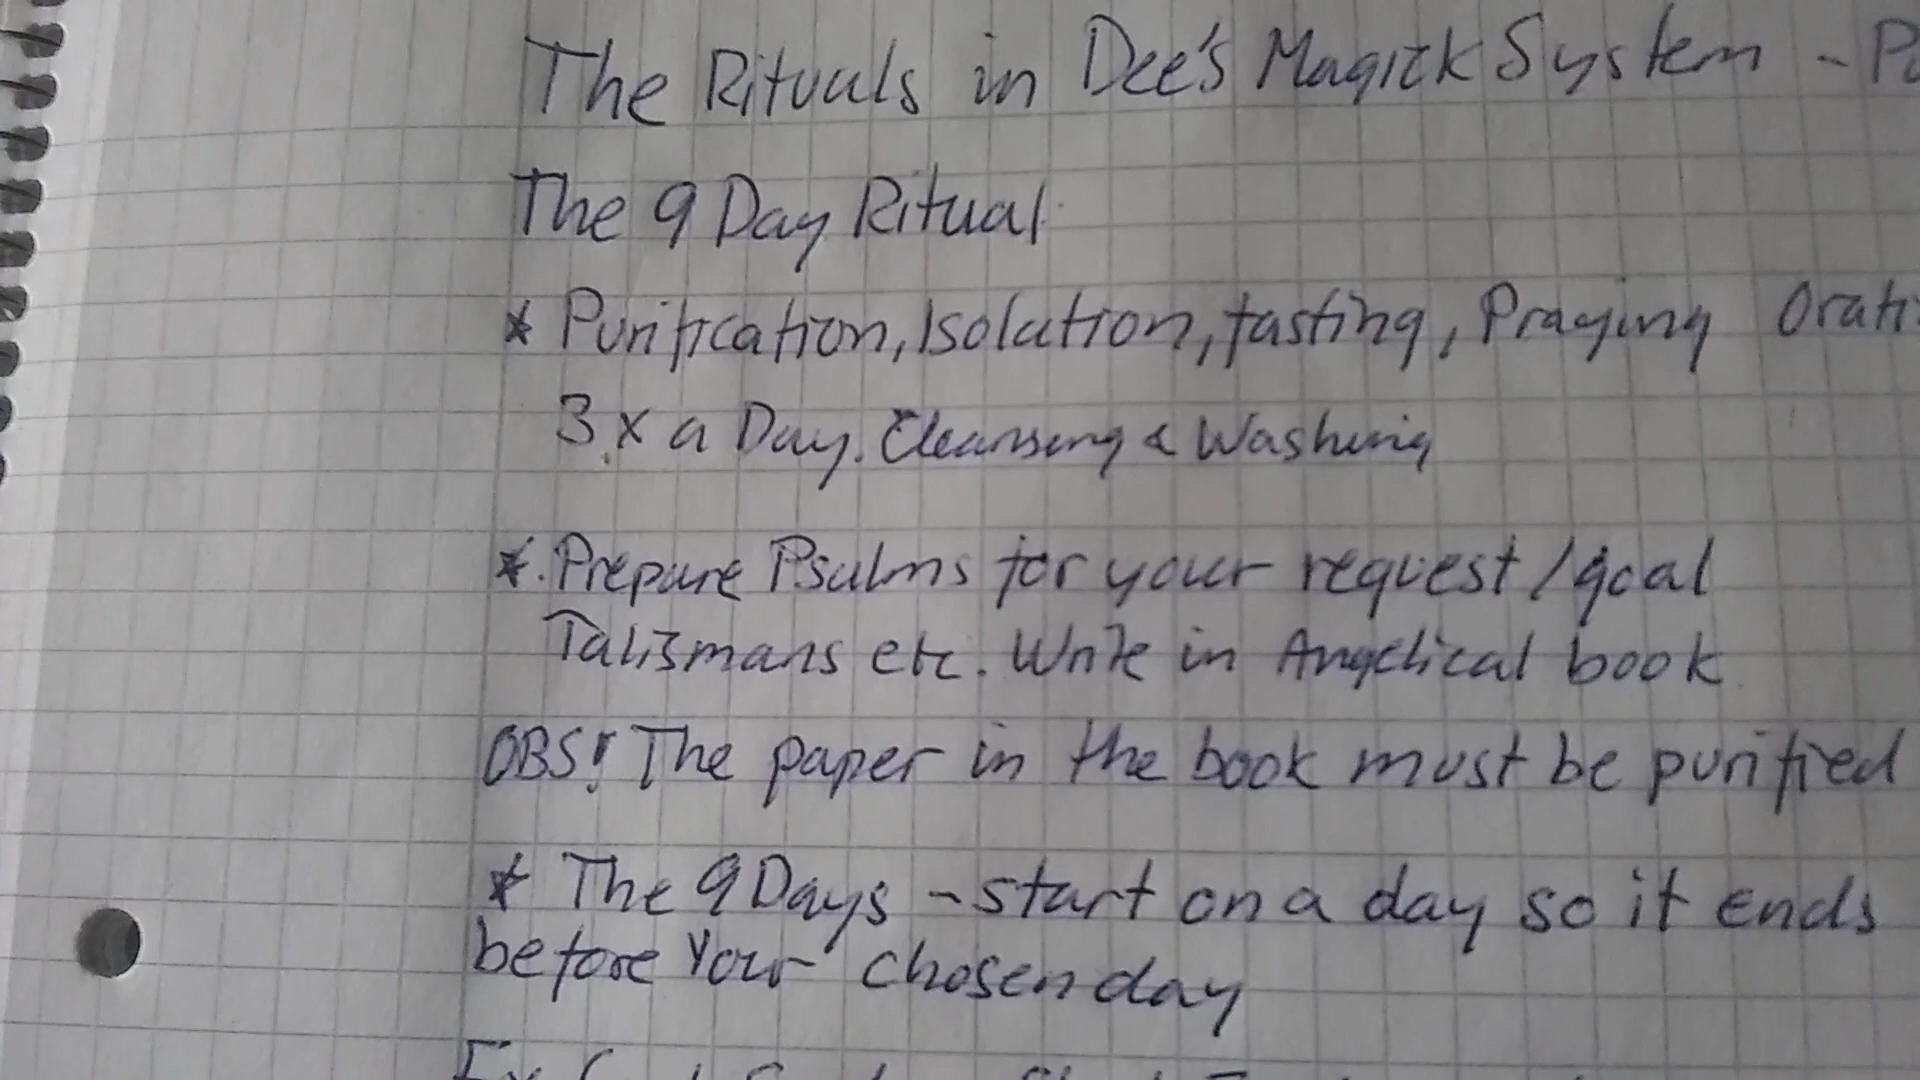 The Rituals in Dee's Magick System -
The 9 Day Ritual
* Purification, Isolation, fasting, Praying Orati
3 x a Day. Cleansing & Washing
*. Prepare Psalms for your request/goal
Talismans etc. Write in Angelical book
OBS! The paper in the book must be purified
* The 9 Days - start on a day so it ends
before Your chosen day